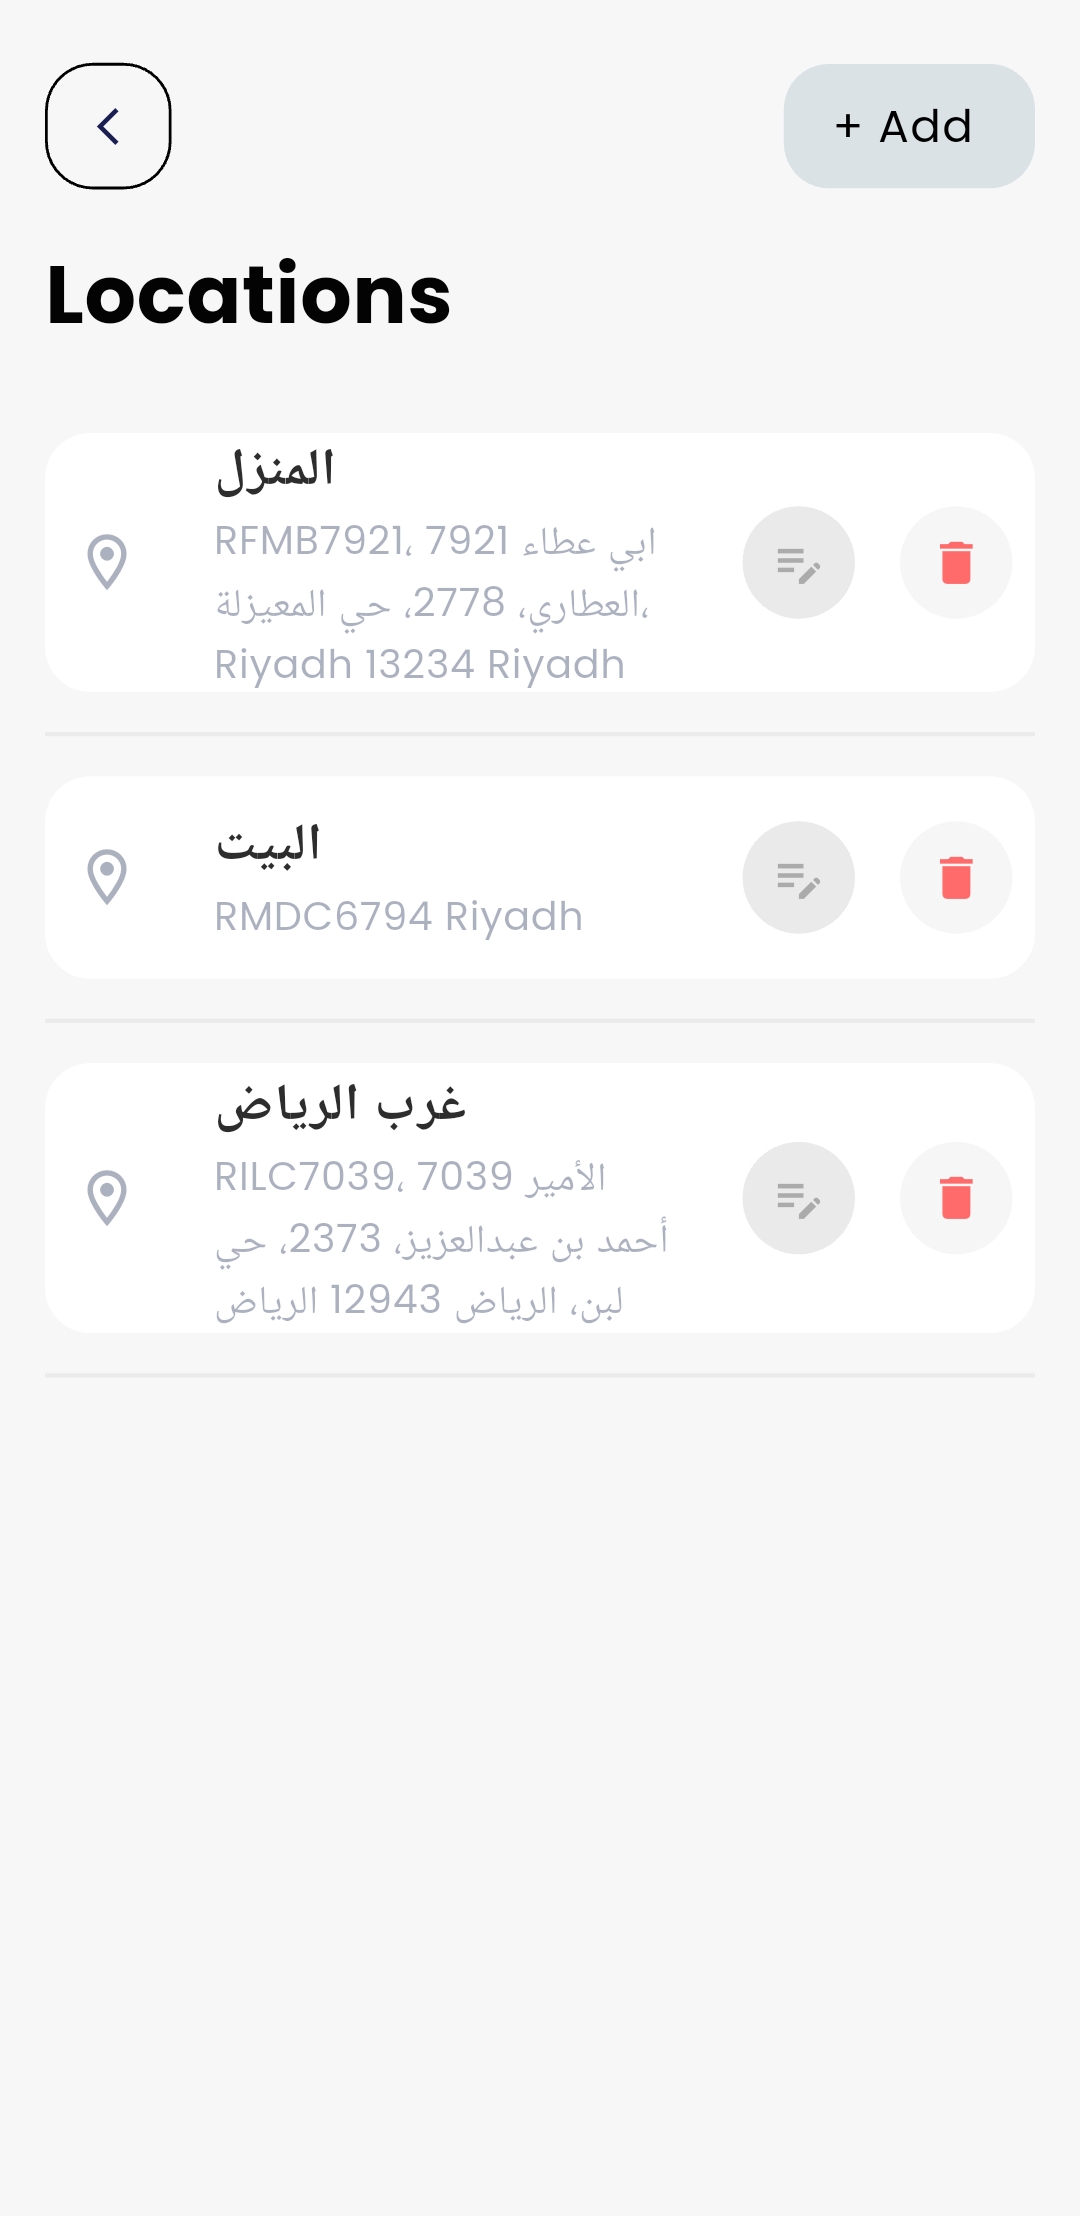 + Add
Locations
المنزل
RFMB7921، 7921 ابي عطاء
العطاري، 2778، حي المعيزلة،
Riyadh 13234 Riyadh
البيت
RMDC6794 Riyadh
غرب الرياض
RILC7039، 7039 الأمير
أحمد بن عبدالعزيز، 2373، حي
لبن، الرياض 12943 الرياض